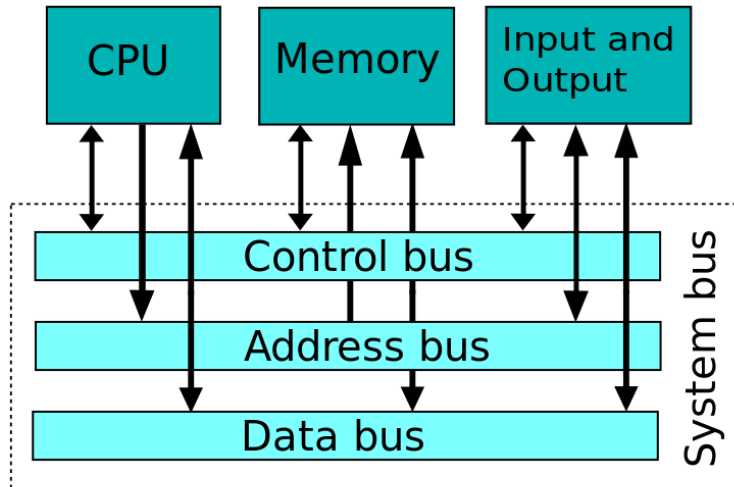 CPU
Memory
Input and
Output
Control bus
Address bus
Data bus
System bus